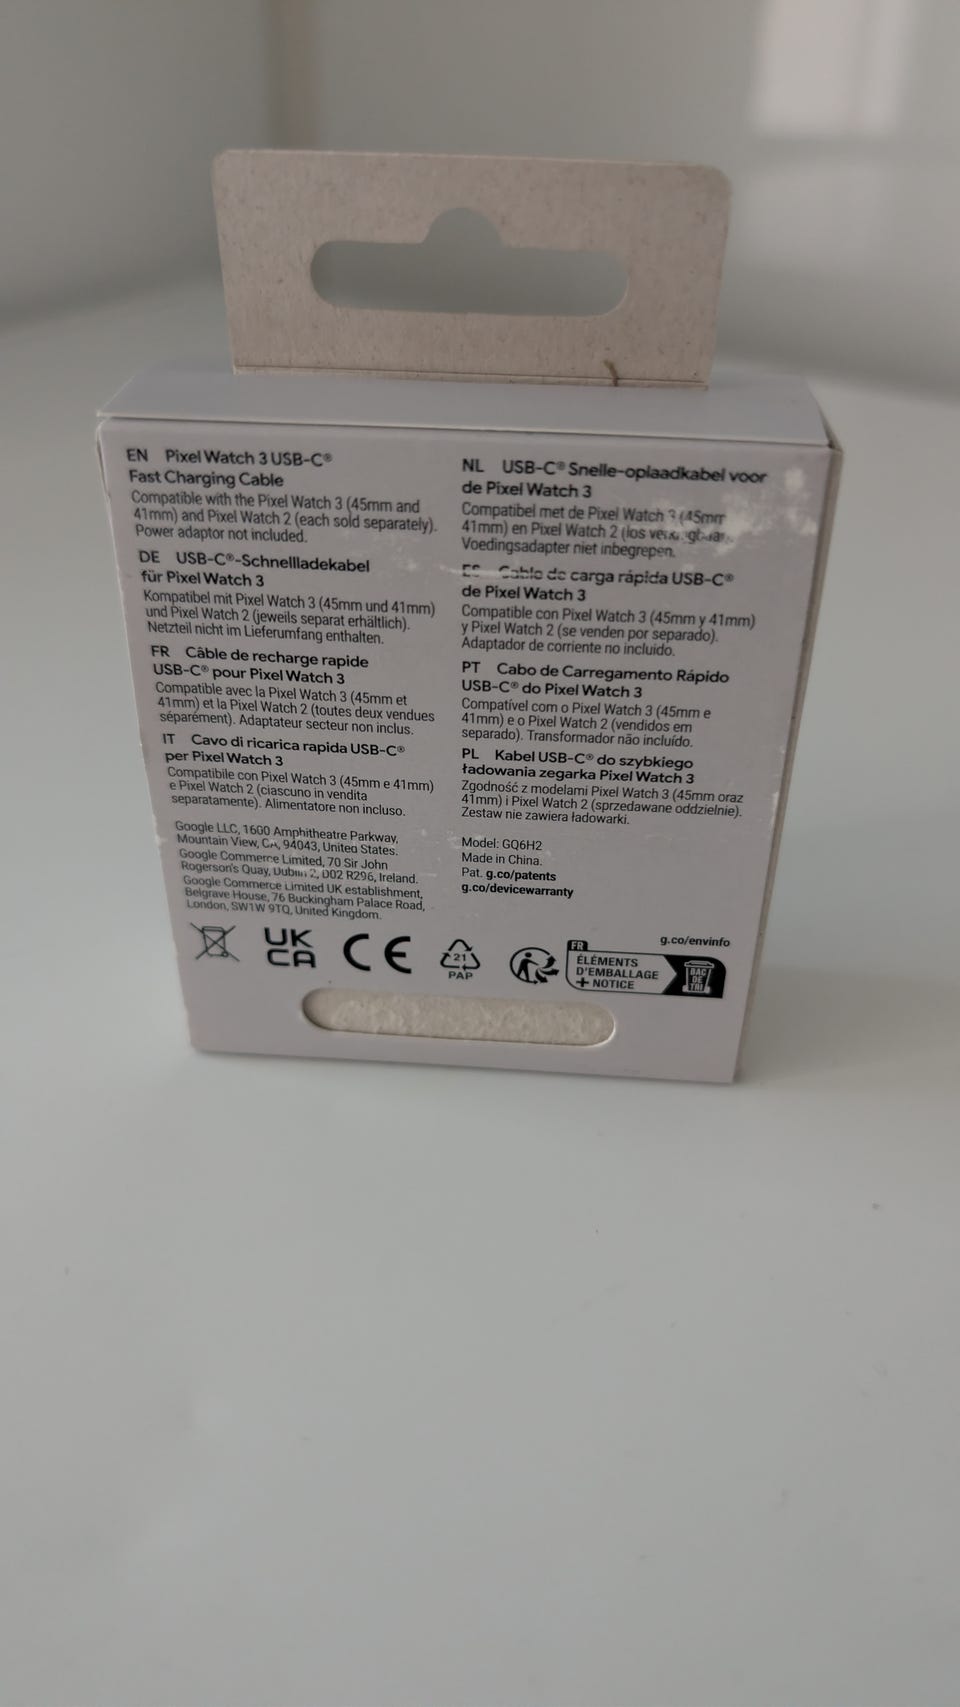 EN Pixel Watch 3 USB-C®
Fast Charging Cable
Compatible with the Pixel Watch 3 (45mm and
41mm) and Pixel Watch 2 (each sold separately).
Power adaptor not included.
DE USB-C®-Schnellladekabel
für Pixel Watch 3
Kompatibel mit Pixel Watch 3 (45mm und 41mm)
und Pixel Watch 2 (jeweils separat erhältlich).
Netzteil nicht im Lieferumfang enthalten.
FR Câble de recharge rapide
USB-C® pour Pixel Watch 3
Compatible avec la Pixel Watch 3 (45mm et
41mm) et la Pixel Watch 2 (toutes deux vendues
séparément). Adaptateur secteur non inclus.
IT Cavo di ricarica rapida USB-C®
per Pixel Watch 3
Compatibile con Pixel Watch 3 (45mm e 41mm)
e Pixel Watch 2 (ciascuno in vendita
separatamente). Alimentatore non incluso.
Google LLC, 1600 Amphitheatre Parkway,
Mountain View, CA, 94043, United States.
Google Commerce Limited, 70 Sir John
Rogerson's Quay, Dublin 2, D02 R296, Ireland.
Google Commerce Limited UK establishment,
Belgrave House, 76 Buckingham Palace Road,
London, SW1W 9TQ, United Kingdom.
NL USB-C® Snelle-oplaadkabel voor
de Pixel Watch 3
Compatibel met de Pixel Watch 3 (45mm
41mm) en Pixel Watch 2 (los
Voedingsadapter niet inbegrepen.
ES Cable de carga rápida USB-C®
de Pixel Watch 3
Compatible con Pixel Watch 3 (45mm y 41mm)
y Pixel Watch 2 (se venden por separado).
Adaptador de corriente no incluido.
PT Cabo de Carregamento Rápido
USB-C® do Pixel Watch 3
Compatível com o Pixel Watch 3 (45mm e
41mm) e o Pixel Watch 2 (vendidos em
separado). Transformador não incluído.
PL Kabel USB-C® do szybkiego
ładowania zegarka Pixel Watch 3
Zgodność z modelami Pixel Watch 3 (45mm oraz
41mm) i Pixel Watch 2 (sprzedawane oddzielnie).
Zestaw nie zawiera ładowarki.
Model: GQ6H2
Made in China.
Pat. g.co/patents
g.co/devicewarranty
g.co/envinfo
UK
CA
CE
21
PAP
FR
ÉLÉMENTS
D'EMBALLAGE
+ NOTICE
BAC
DE
TRI